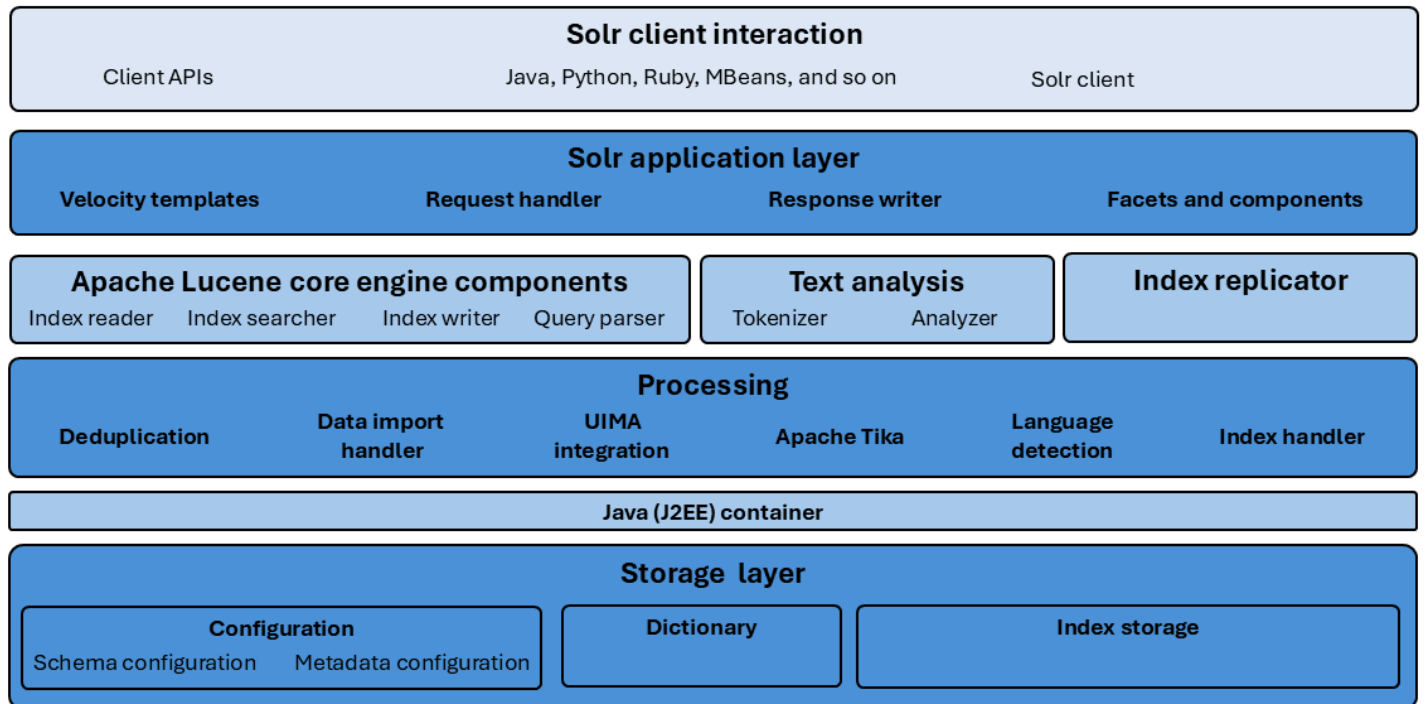 Solr client interaction
Client APIs
Java, Python, Ruby, MBeans, and so on
Solr client
Solr application layer
Velocity templates
Request handler
Response writer
Facets and components
Apache Lucene core engine components
Index reader
Index searcher
Index writer
Query parser
Text analysis
Tokenizer
Analyzer
Index replicator
Processing
Deduplication
Data import
handler
UIMA
integration
Apache Tika
Language
detection
Index handler
Java (J2EE) container
Storage layer
Configuration
Schema configuration
Metadata configuration
Dictionary
Index storage